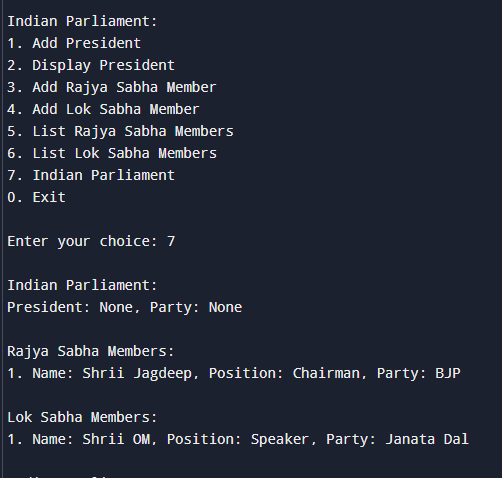 Indian Parliament:
1. Add President
2. Display President
3. Add Rajya Sabha Member
4. Add Lok Sabha Member
5. List Rajya Sabha Members
6. List Lok Sabha Members
7. Indian Parliament
0. Exit
Enter your choice: 7
Indian Parliament:
President: None, Party: None
Rajya Sabha Members:
1. Name: Shrii Jagdeep, Position: Chairman, Party: BJP
Lok Sabha Members:
1. Name: Shrii OM, Position: Speaker, Party: Janata Dal